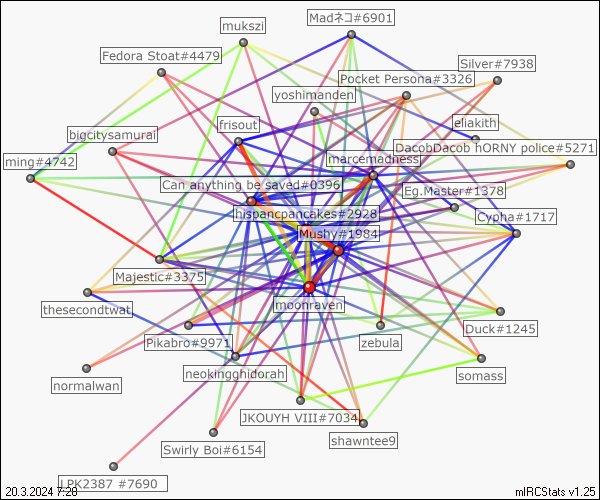 Madネコ#6901
mukszi
Fedora Stoat#4479
Silver#7938
Pocket Persona#3326
yoshimanden
eliakith
frisout
bigcitysamurai
DacobDacob hORNY police#5271
marcemadness
ming#4742
Can anything be saved#0396
Eg.Master#1378
hispancpancakes#2928
Cypha#1717
Mushy#1984
Majestic#3375
moonraven
thesecondtwat
Duck#1245
Pikabro#9971
zebula
neokingghidorah
somass
normalwan
JKOUYH VIII#7034
shawntee9
Swirly Boi#6154
LPK2387 #7690
20.3.2024 7:28
mIRCStats v1.25